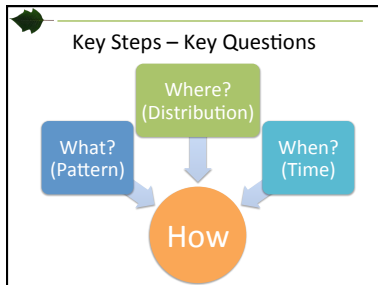 Key Steps – Key Questions
Where?
(Distribution)
What?
(Pattern)
When?
(Time)
How